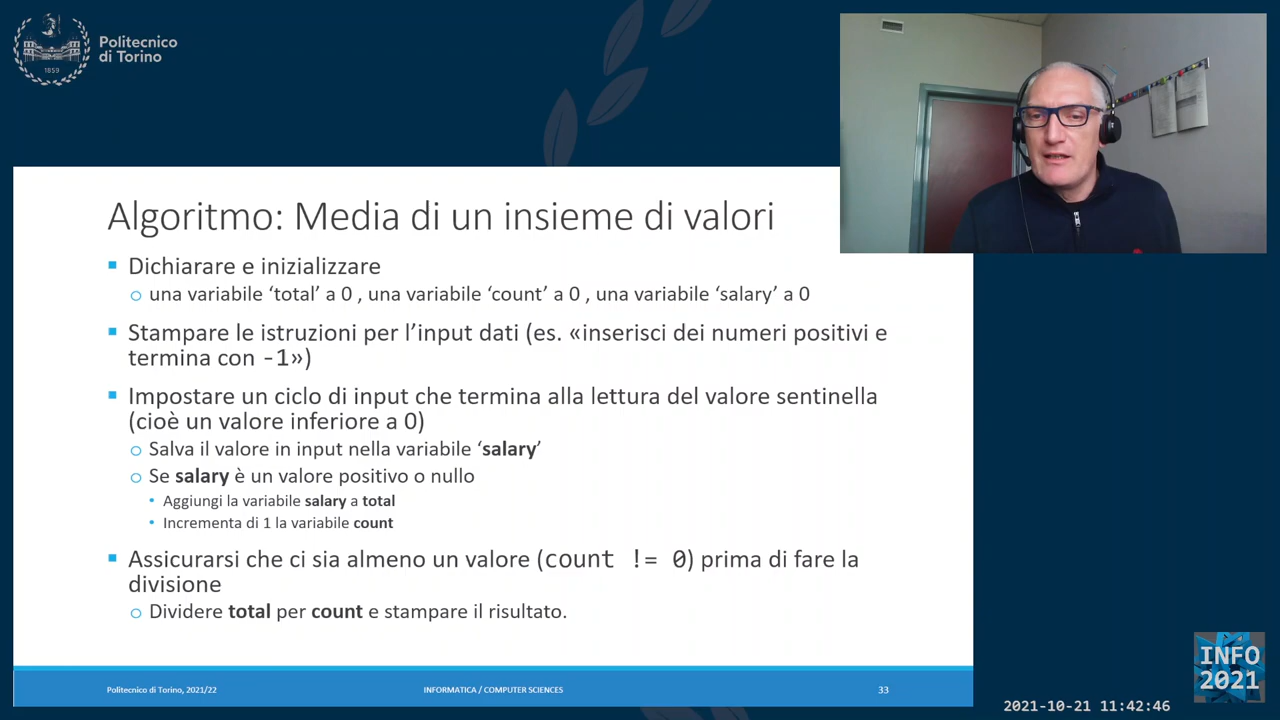 Politecnico
di Torino
1859
Algoritmo: Media di un insieme di valori
Dichiarare e inizializzare
una variabile ‘total’ a 0 , una variabile ‘count’ a 0 , una variabile ‘salary’ a 0
Stampare le istruzioni per l’input dati (es. «inserisci dei numeri positivi e
termina con -1»)
Impostare un ciclo di input che termina alla lettura del valore sentinella
(cioè un valore inferiore a 0)
Salva il valore in input nella variabile ‘salary’
Se salary è un valore positivo o nullo
Aggiungi la variabile salary a total
Incrementa di 1 la variabile count
Assicurarsi che ci sia almeno un valore (count != 0) prima di fare la
divisione
Dividere total per count e stampare il risultato.
Politecnico di Torino, 2021/22
INFORMATICA / COMPUTER SCIENCES
33
INFO
2021
2021-10-21 11:42:46